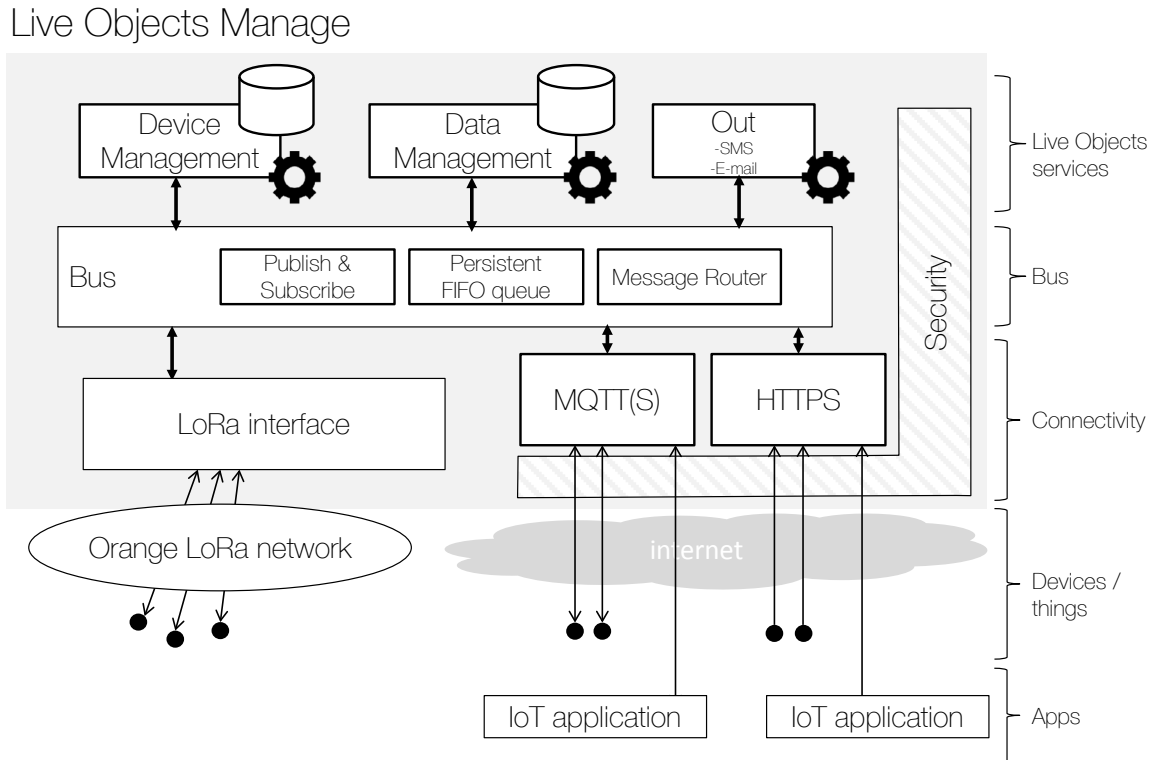 Live Objects Manage
Device
Management
Data
Management
Out
-SMS
-E-mail
Live Objects
services
Bus
Publish &
Subscribe
Persistent
FIFO queue
Message Router
Security
Bus
LoRa interface
MQTT(S)
HTTPS
Connectivity
Orange LoRa network
internet
Devices /
things
IoT application
IoT application
Apps